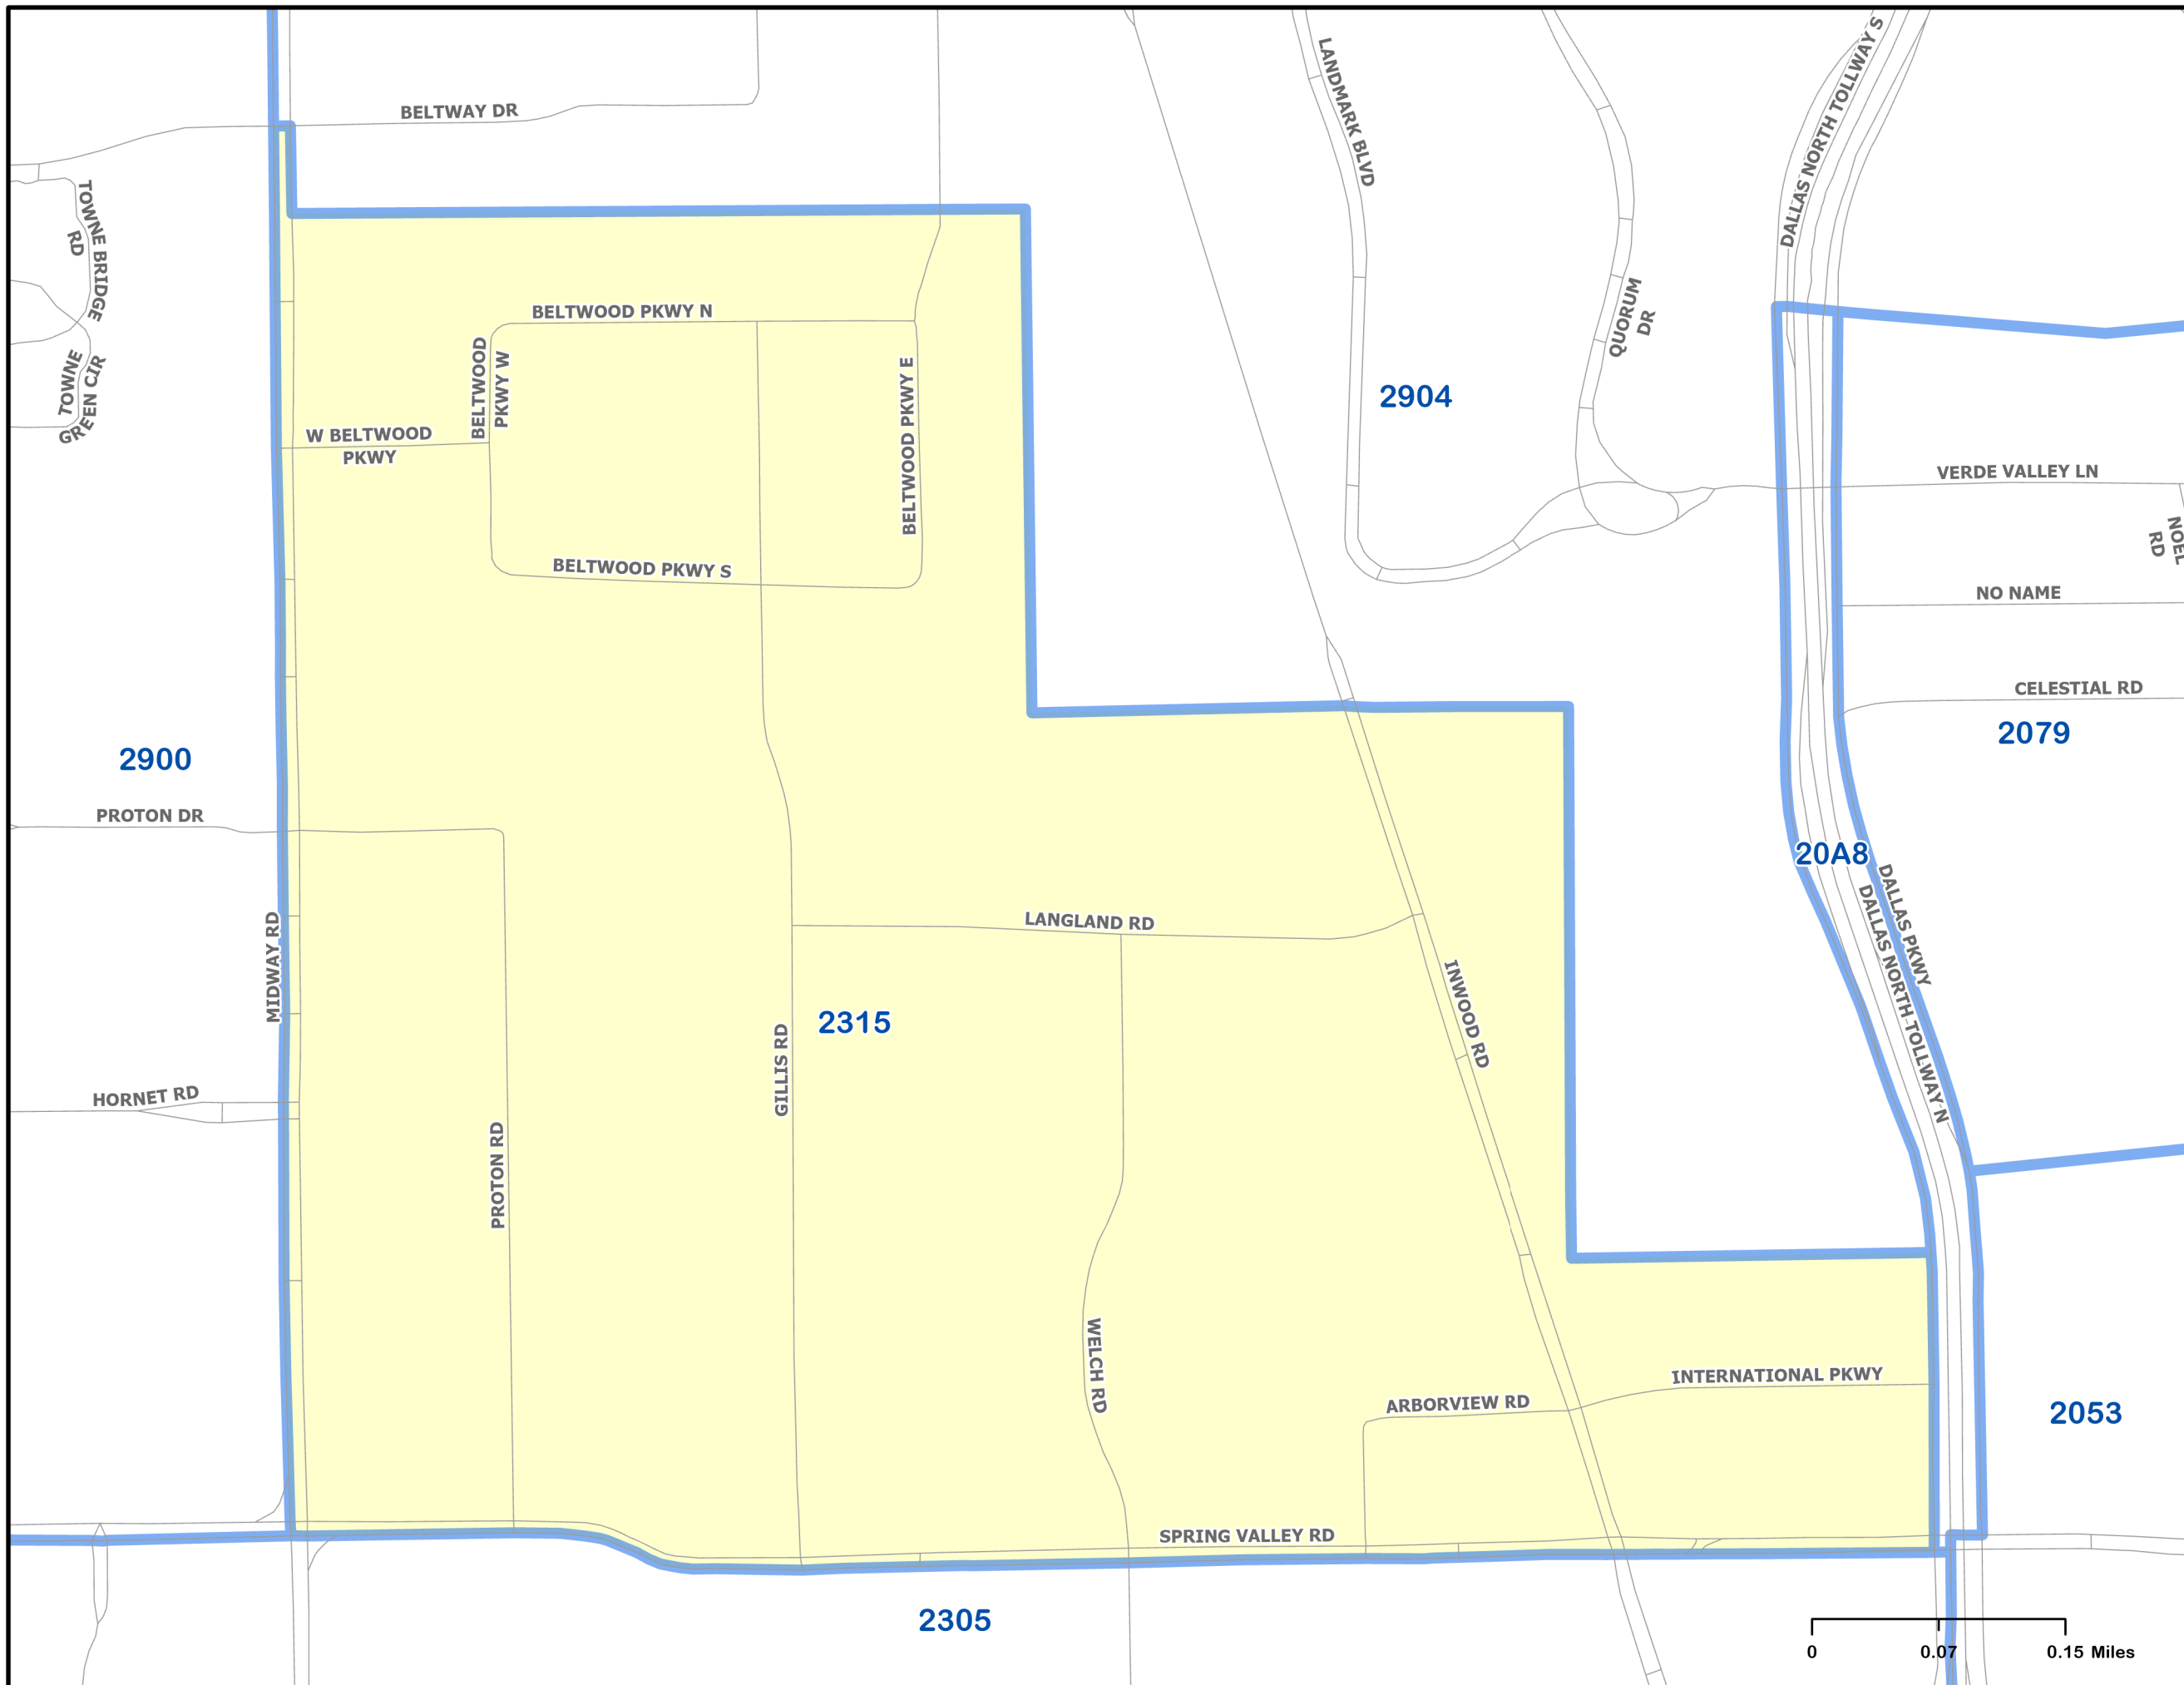 DALLAS NORTH TOLLWAY S
LANDMARK BLVD
BELTWAY DR
TOWNE BRIDGE
RD
BELTWOOD PKWY N
QUORUM
DR
BELTWOOD
PKWY W
BELTWOOD PKWY E
TOWNE
GREEN CIR
2904
W BELTWOOD
PKWY
VERDE VALLEY LN
NOEL
RD
BELTWOOD PKWY S
NO NAME
CELESTIAL RD
2079
2900
PROTON DR
20A8
DALLAS PKWY
DALLAS NORTH TOLLWAY N
LANGLAND RD
MIDWAY RD
INWOOD RD
2315
GILLIS RD
HORNET RD
PROTON RD
WELCH RD
INTERNATIONAL PKWY
ARBORVIEW RD
2053
SPRING VALLEY RD
2305
0 0.07 0.15 Miles